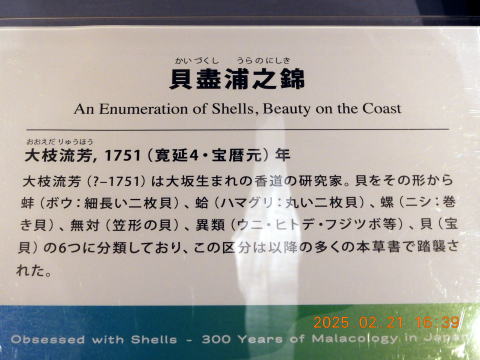 かいづくし うらのにしき
貝盡浦之錦
An Enumeration of Shells, Beauty on the Coast
おおえだりゅうほう
大枝流芳, 1751（寛延4・宝暦元）年
大枝流芳（?–1751）は大坂生まれの香道の研究家。貝をその形から
蚌（ボウ：細長い二枚貝）、蛤（ハマグリ：丸い二枚貝）、螺（ニシ：巻
き貝）、無対（笠形の貝）、異類（ウニ・ヒトデ・フジツボ等）、貝（宝
貝）の6つに分類しており、この区分は以降の多くの本草書で踏襲さ
れた。
2025 02.21 16:39
Obsessed with Shells - 300 Years of Malacology in Japan